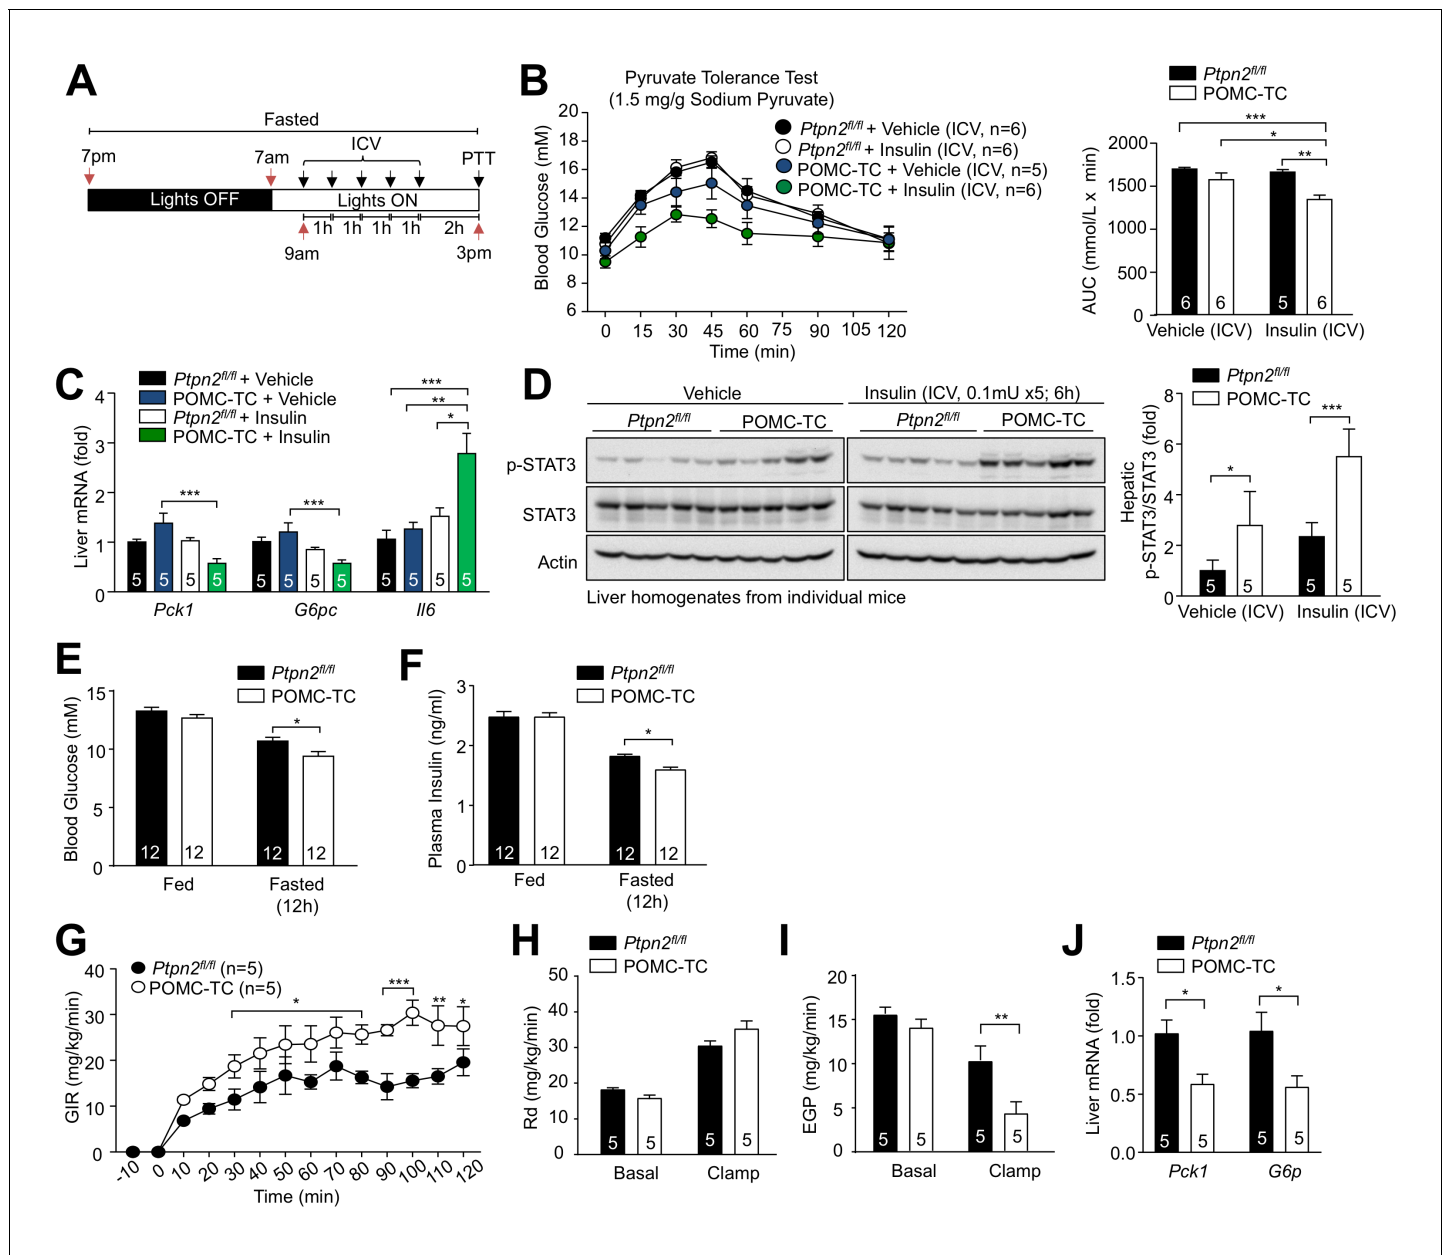 A
Fasted
7pm
7am
ICV
PTT
Lights OFF
Lights ON
1h 1h 1h 1h 2h
9am
3pm
B
Pyruvate Tolerance Test
(1.5 mg/g Sodium Pyruvate)
Ptpn2fl/fl + Vehicle (ICV, n=6)
Ptpn2fl/fl + Insulin (ICV, n=6)
POMC-TC + Vehicle (ICV, n=5)
POMC-TC + Insulin (ICV, n=6)
Blood Glucose (mM)
20
18
16
14
12
10
8
6
0 15 30 45 60 75 90 105 120
Time (min)
Ptpn2fl/fl
POMC-TC
***
*
**
AUC (mmol/L x min)
2000
1500
1000
500
0
6 6 5 6
Vehicle (ICV) Insulin (ICV)
C
Ptpn2fl/fl + Vehicle
POMC-TC + Vehicle
Ptpn2fl/fl + Insulin
POMC-TC + Insulin
***
**
*
*** ***
Liver mRNA (fold)
4
3
2
1
0
5 5 5 5 5 5 5 5 5 5 5 5
Pck1 G6pc Il6
D
Vehicle
Insulin (ICV, 0.1mU x5; 6h)
Ptpn2fl/fl POMC-TC Ptpn2fl/fl POMC-TC
p-STAT3
STAT3
Actin
Liver homogenates from individual mice
Ptpn2fl/fl
POMC-TC
* ***
Hepatic
p-STAT3/STAT3 (fold)
8
6
4
2
0
5 5 5 5
Vehicle (ICV) Insulin (ICV)
E
Ptpn2fl/fl
POMC-TC
*
Blood Glucose (mM)
15
10
5
0
12 12 12 12
Fed Fasted
(12h)
F
Ptpn2fl/fl
POMC-TC
*
Plasma Insulin (ng/ml)
3
2
1
0
12 12 12 12
Fed Fasted
(12h)
G
Ptpn2fl/fl (n=5)
POMC-TC (n=5)
* *** ** *
GIR (mg/kg/min)
40
30
20
10
0
-10 0 10 20 30 40 50 60 70 80 90 100 110 120
Time (min)
H
Ptpn2fl/fl
POMC-TC
Rd (mg/kg/min)
50
40
30
20
10
0
5 5 5 5
Basal Clamp
I
**
EGP (mg/kg/min)
20
15
10
5
0
5 5 5 5
Basal Clamp
J
Ptpn2fl/fl
POMC-TC
* *
Liver mRNA (fold)
1.5
1.0
0.5
0.0
5 5 5 5
Pck1 G6p